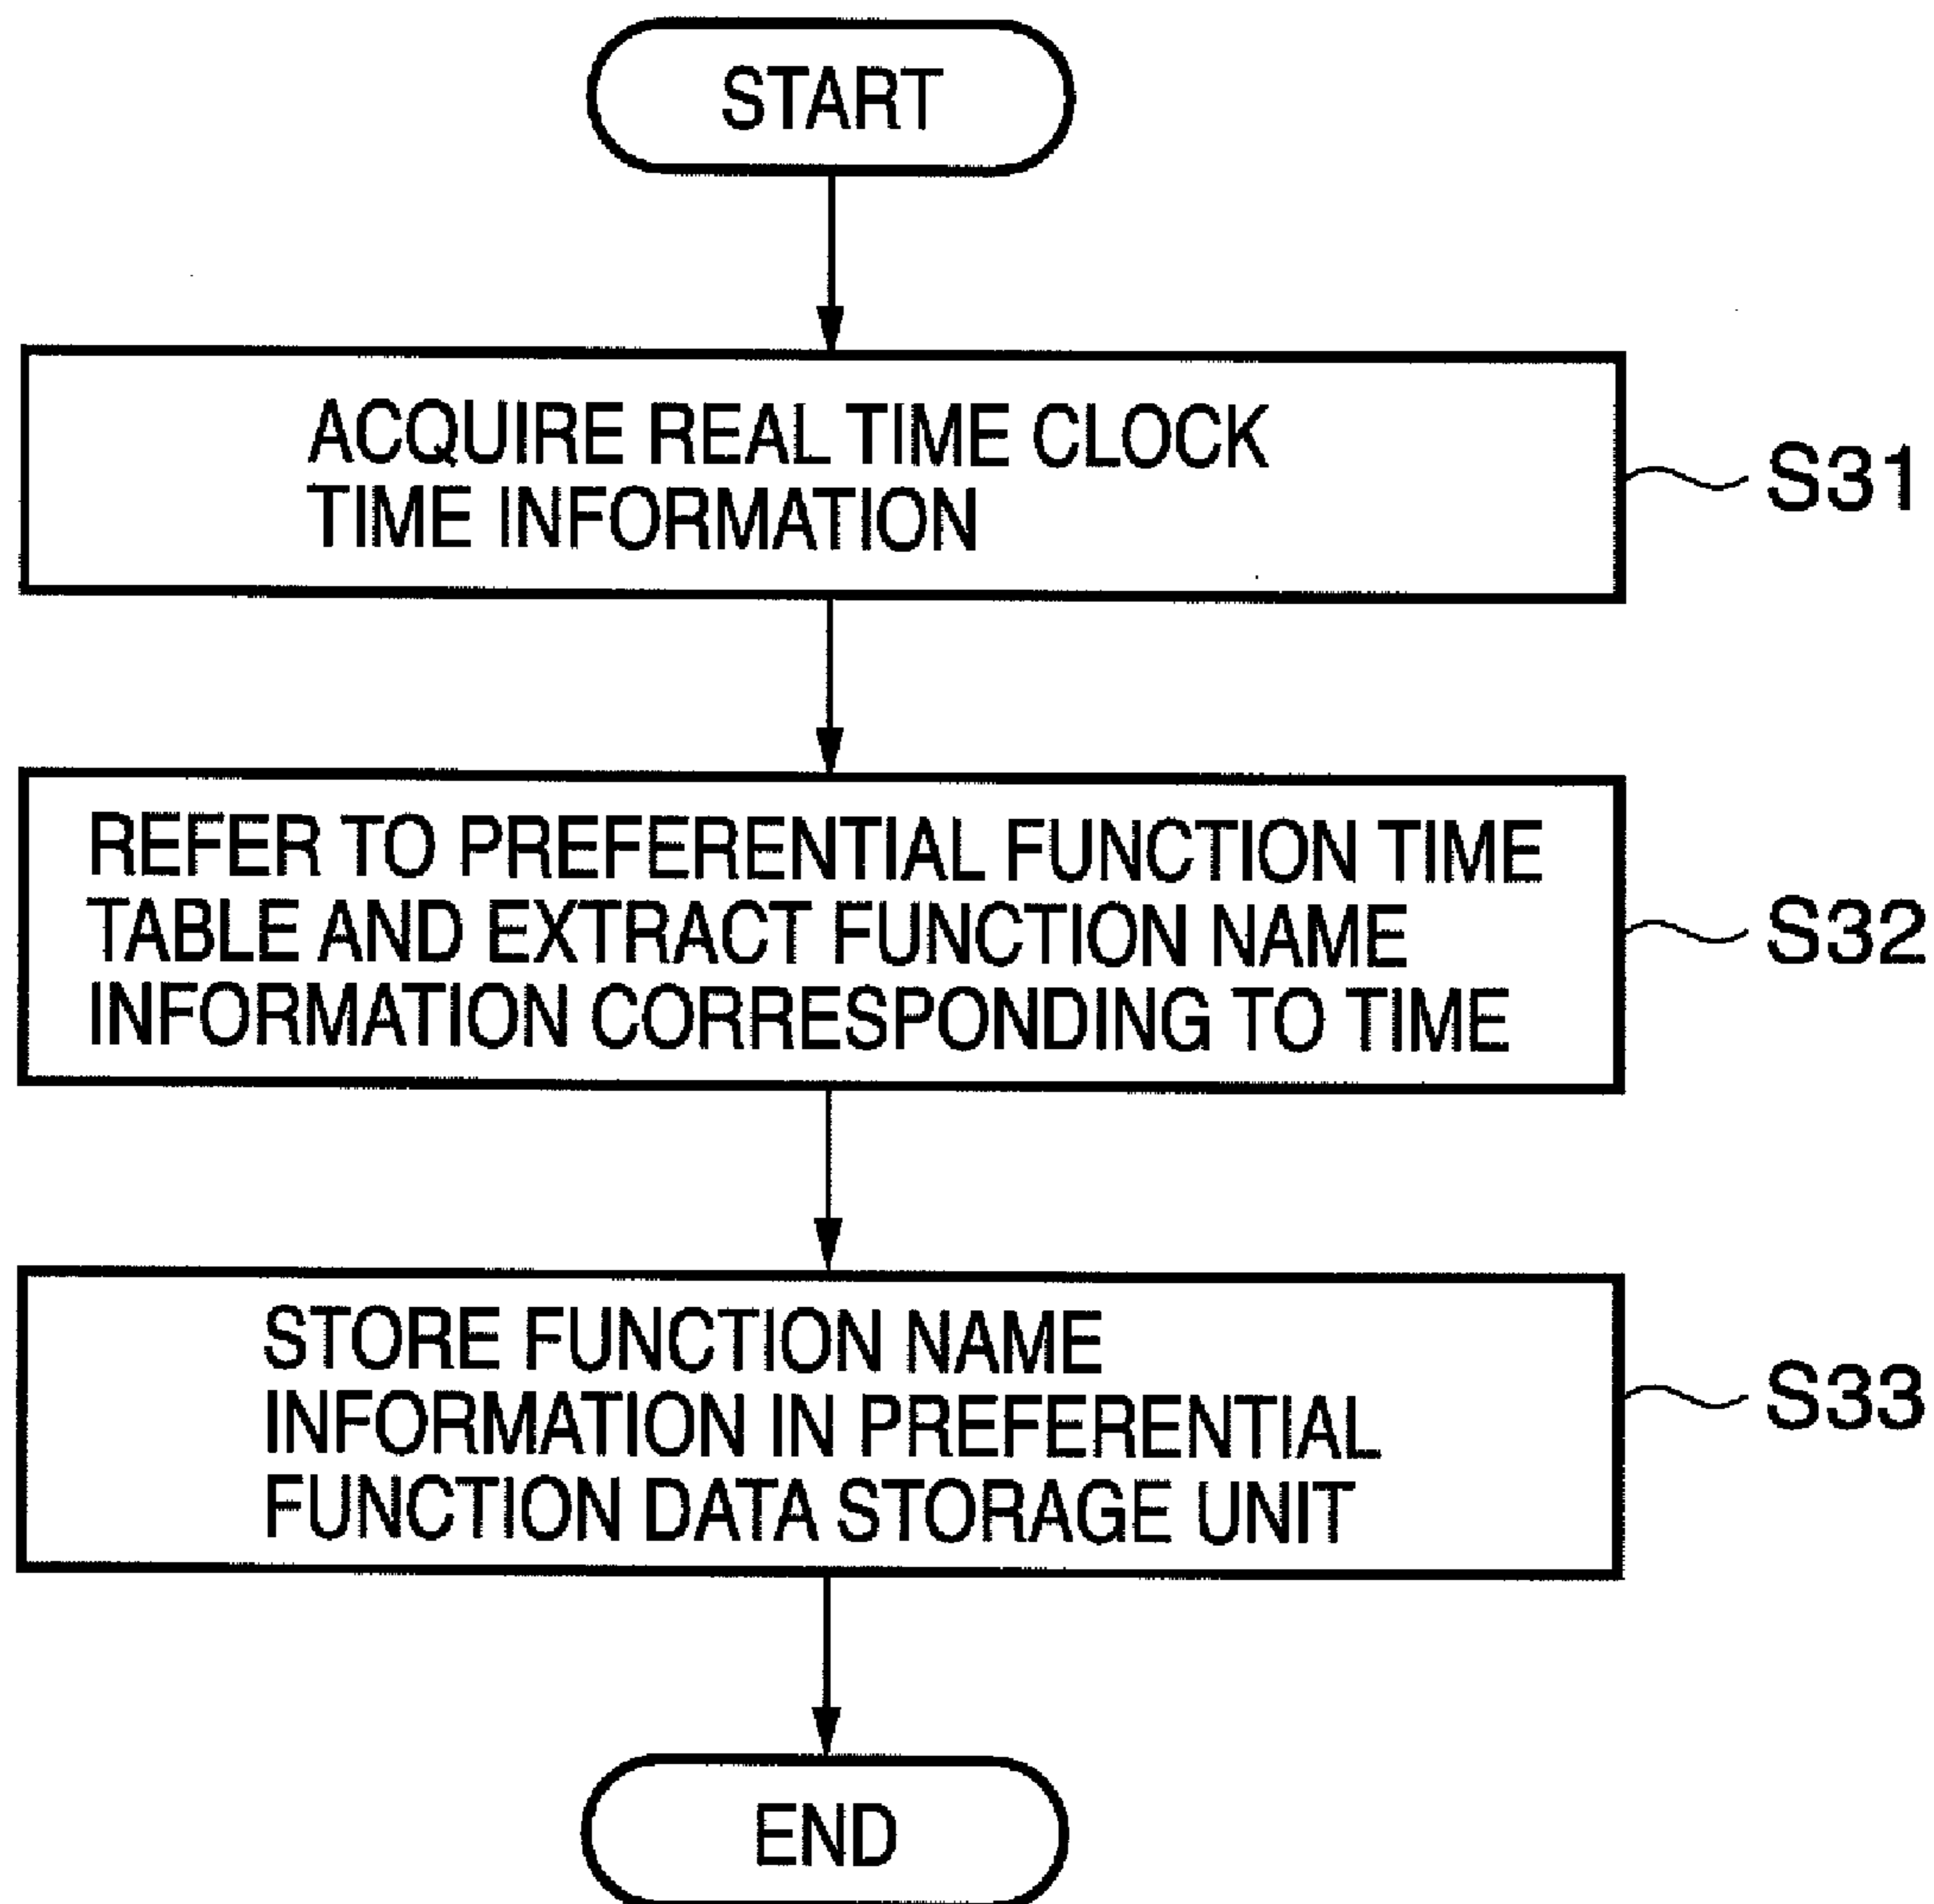 START
ACQUIRE REAL TIME CLOCK
TIME INFORMATION
S31
REFER TO PREFERENTIAL FUNCTION TIME
TABLE AND EXTRACT FUNCTION NAME
INFORMATION CORRESPONDING TO TIME
S32
STORE FUNCTION NAME
INFORMATION IN PREFERENTIAL
FUNCTION DATA STORAGE UNIT
S33
END